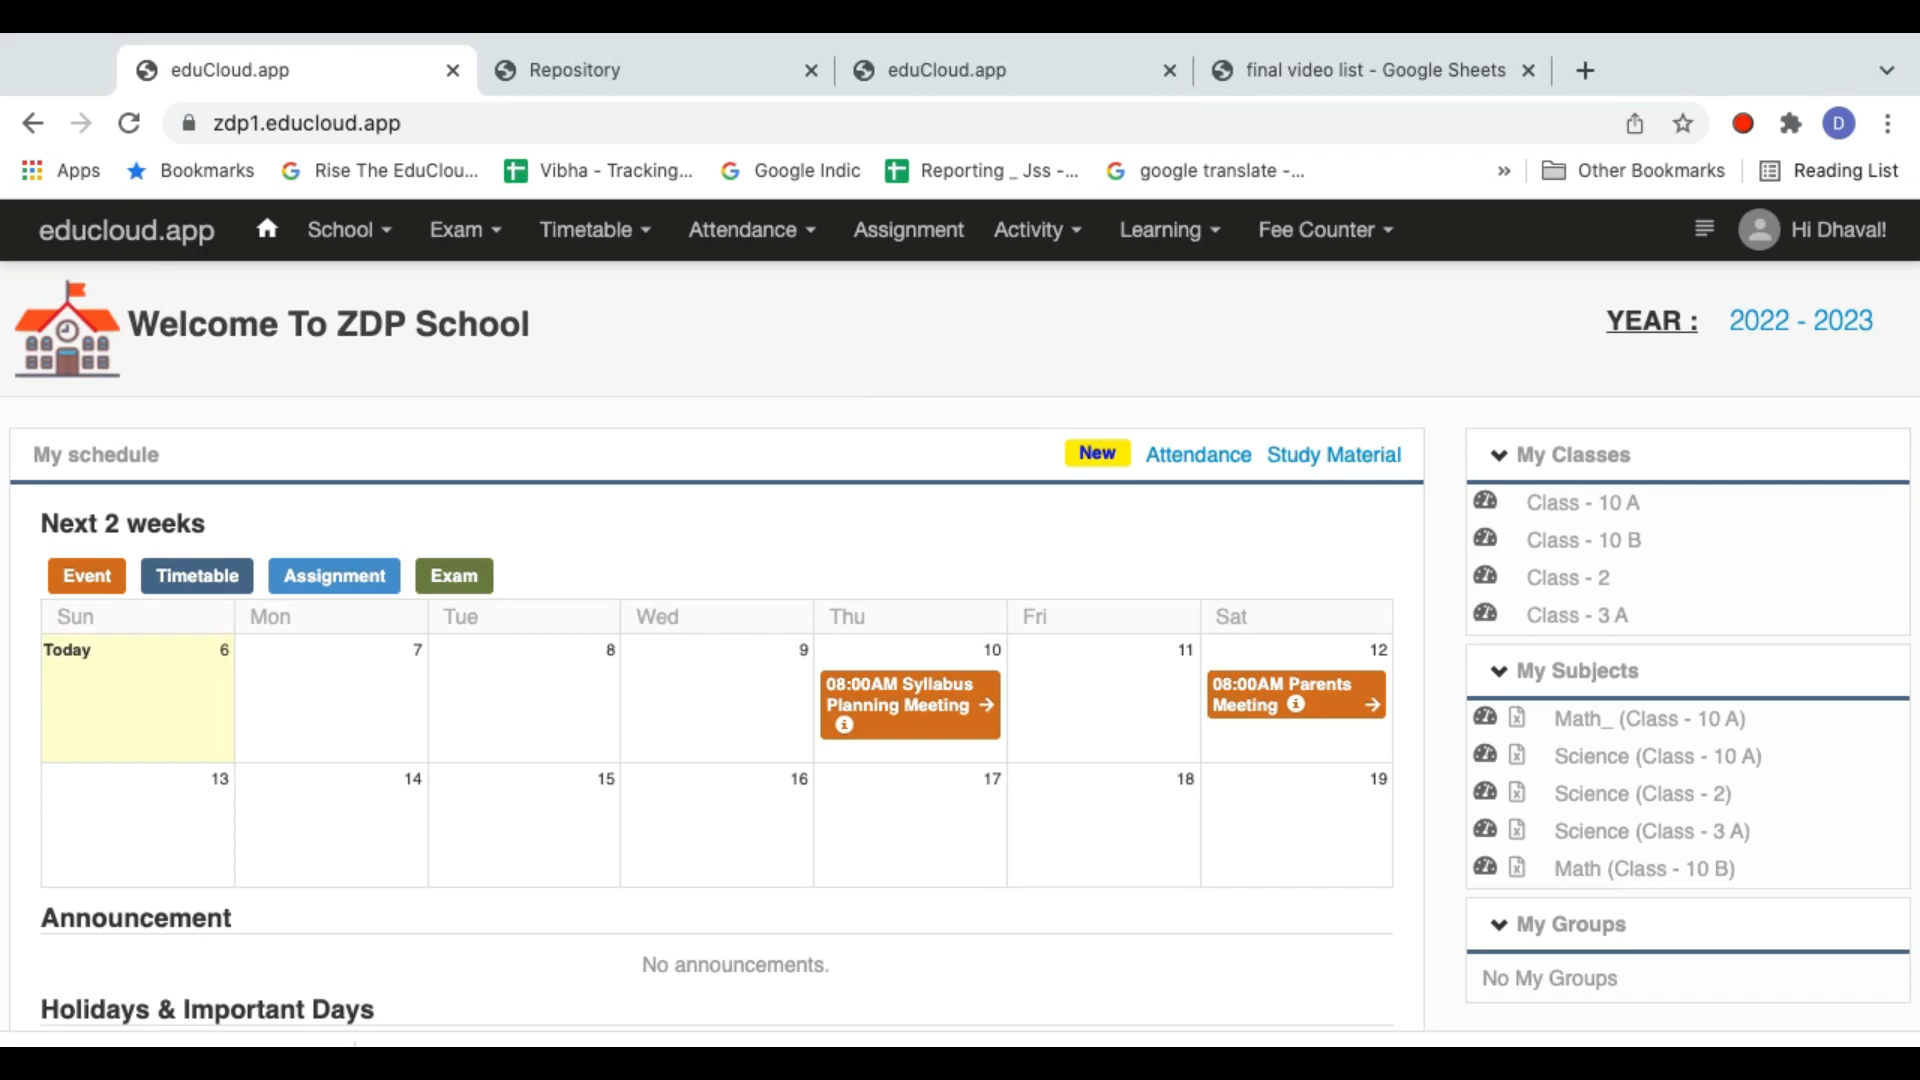 eduCloud.app
Repository
eduCloud.app
final video list - Google Sheets
zdp1.educloud.app
D
Apps
Bookmarks
Rise The EduClou...
Vibha - Tracking...
Google Indic
Reporting _ Jss -...
google translate -...
Other Bookmarks
Reading List
educloud.app
School
Exam
Timetable
Attendance
Assignment
Activity
Learning
Fee Counter
Hi Dhaval!
Welcome To ZDP School
YEAR : 2022 - 2023
My schedule
New
Attendance
Study Material
Next 2 weeks
Event
Timetable
Assignment
Exam
Sun Mon Tue Wed Thu Fri Sat
Today 6 7 8 9 10 11 12
08:00AM Syllabus
Planning Meeting
08:00AM Parents
Meeting
13 14 15 16 17 18 19
Announcement
No announcements.
Holidays & Important Days
My Classes
Class - 10 A
Class - 10 B
Class - 2
Class - 3 A
My Subjects
Math_ (Class - 10 A)
Science (Class - 10 A)
Science (Class - 2)
Science (Class - 3 A)
Math (Class - 10 B)
My Groups
No My Groups